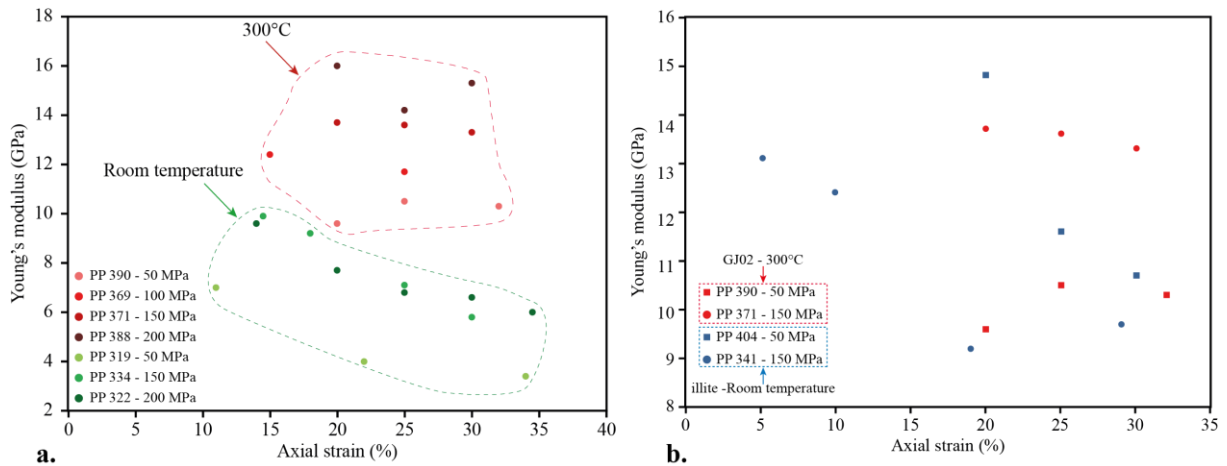 300°C
Room temperature
Young's modulus (GPa)
18
16
14
12
10
8
6
4
2
PP 390 - 50 MPa
PP 369 - 100 MPa
PP 371 - 150 MPa
PP 388 - 200 MPa
PP 319 - 50 MPa
PP 334 - 150 MPa
PP 322 - 200 MPa
0 5 10 15 20 25 30 35 40
a. Axial strain (%)
Young's modulus (GPa)
16
15
14
13
12
11
10
9
8
GJ02 - 300°C
PP 390 - 50 MPa
PP 371 - 150 MPa
PP 404 - 50 MPa
PP 341 - 150 MPa
illite -Room temperature
0 5 10 15 20 25 30 35
b. Axial strain (%)